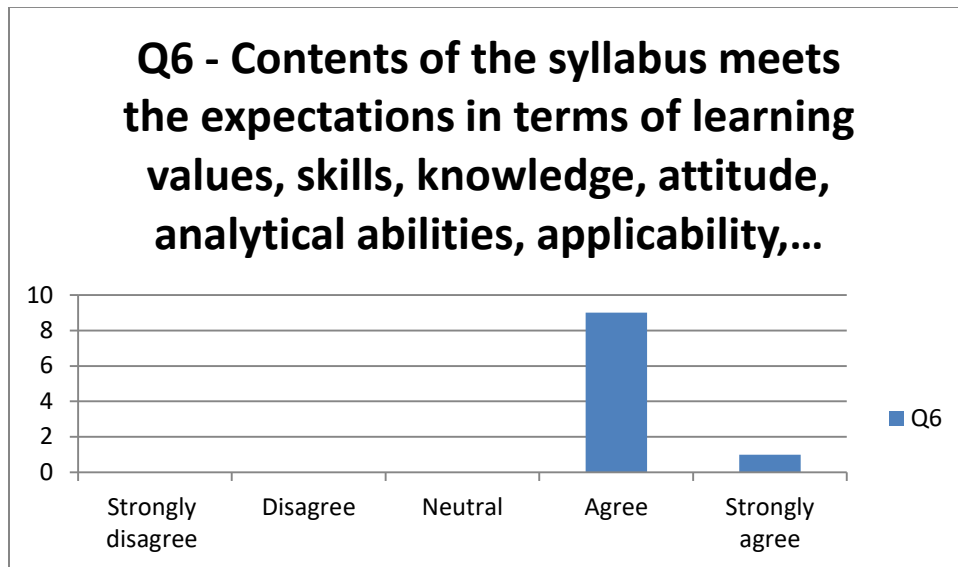 Q6 - Contents of the syllabus meets
the expectations in terms of learning
values, skills, knowledge, attitude,
analytical abilities, applicability,…
10
8
6
4
2
0
Strongly disagree
Disagree
Neutral
Agree
Strongly agree
Q6